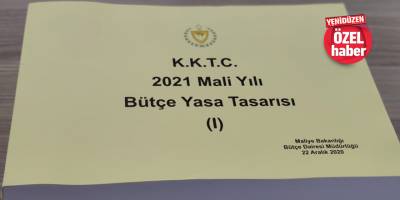 YENİDÜZEN
ÖZEL
haber
K.K.T.C.
2021 Mali Yılı
Bütçe Yasa Tasarısı
(I)
Maliye Bakanlığı
Bütçe Dairesi Müdürlüğü
22 Aralık 2020